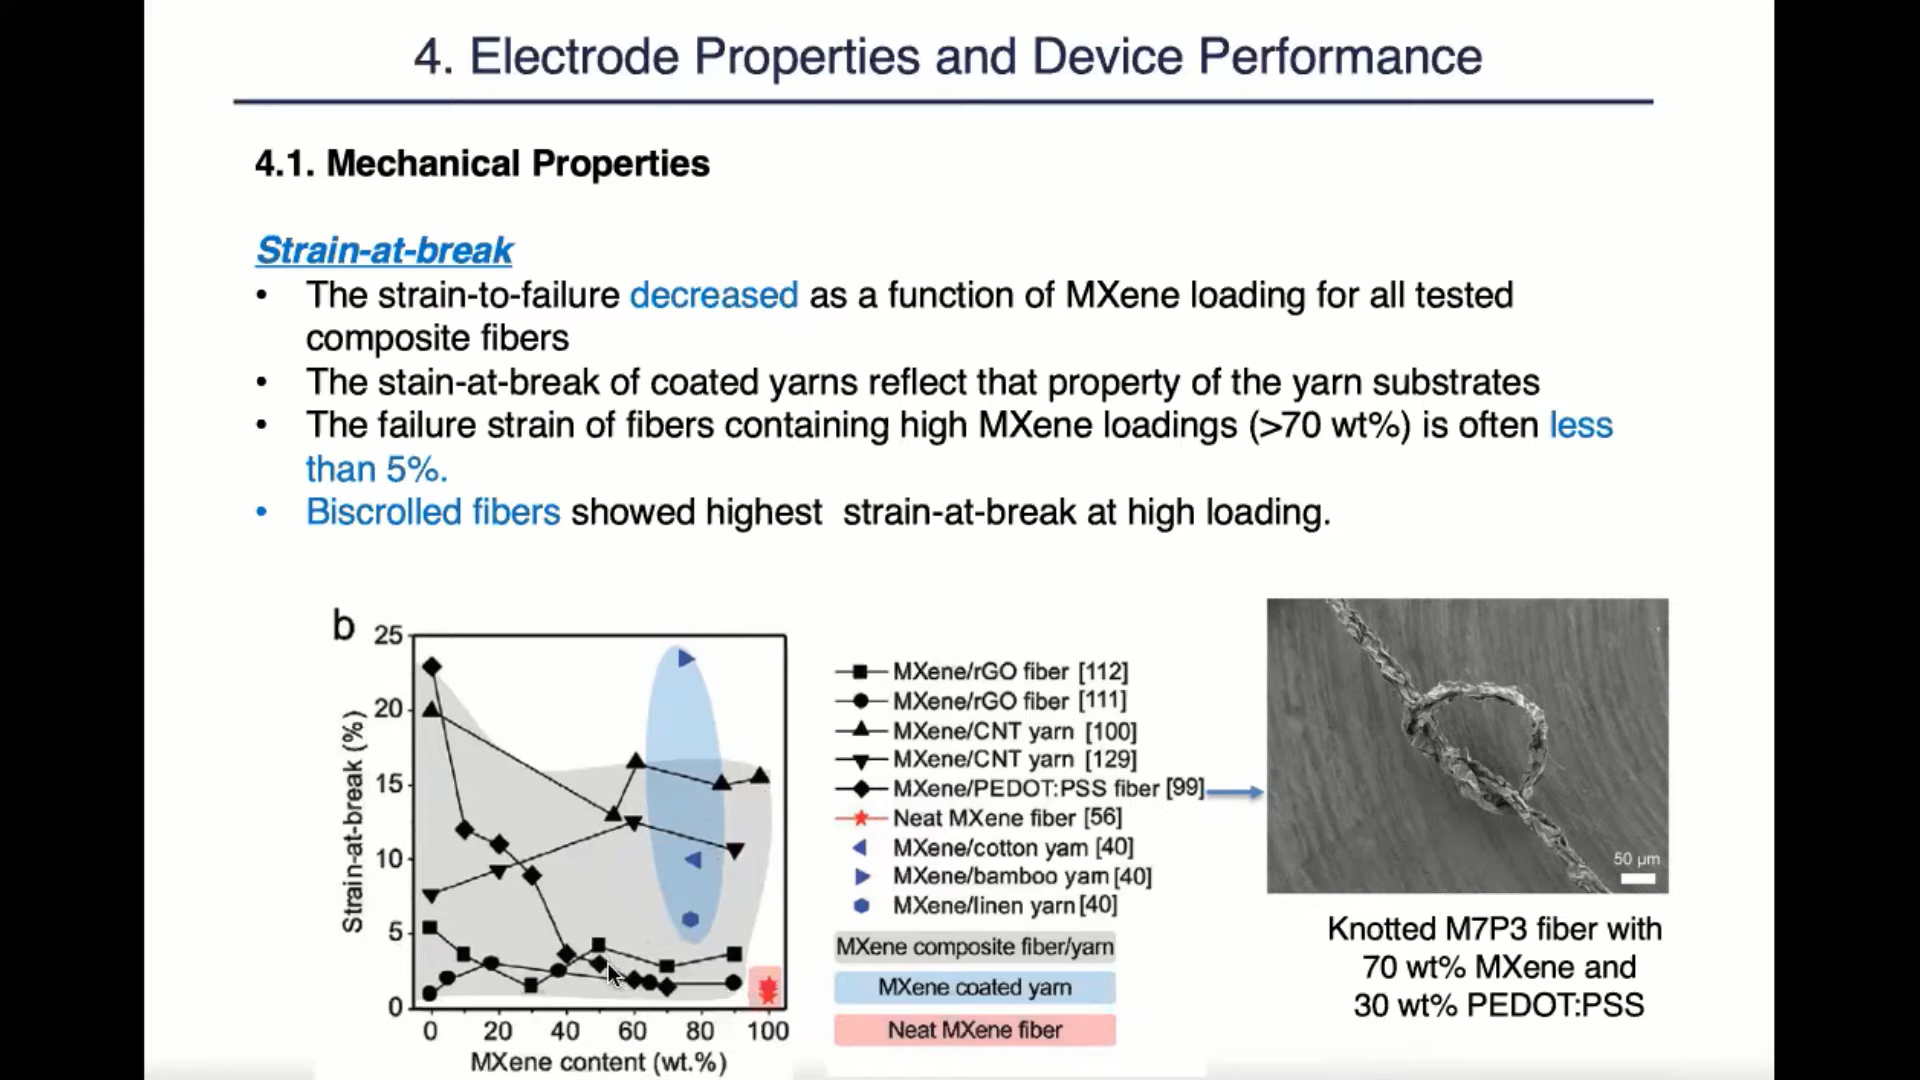 4. Electrode Properties and Device Performance
4.1. Mechanical Properties
Strain-at-break
• The strain-to-failure decreased as a function of MXene loading for all tested
composite fibers
• The stain-at-break of coated yarns reflect that property of the yarn substrates
• The failure strain of fibers containing high MXene loadings (>70 wt%) is often less
than 5%.
• Biscrolled fibers showed highest strain-at-break at high loading.
b
25
20
15
10
5
0
Strain-at-break (%)
0 20 40 60 80 100
MXene content (wt.%)
MXene/rGO fiber [112]
MXene/rGO fiber [111]
MXene/CNT yarn [100]
MXene/CNT yarn [129]
MXene/PEDOT:PSS fiber [99]
Neat MXene fiber [56]
MXene/cotton yarn [40]
MXene/bamboo yarn [40]
MXene/linen yarn [40]
MXene composite fiber/yarn
MXene coated yarn
Neat MXene fiber
50 µm
Knotted M7P3 fiber with
70 wt% MXene and
30 wt% PEDOT:PSS